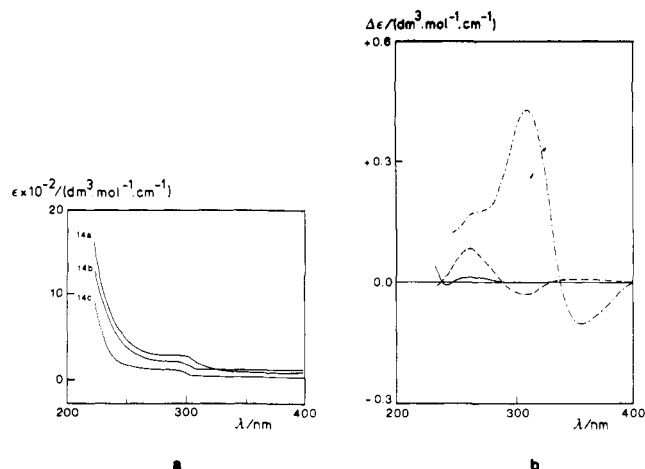 ε × 10⁻²/(dm³.mol⁻¹.cm⁻¹)
20
10
0
14a
14b
14c
200
300
400
λ/nm
a
Δε/(dm³.mol⁻¹.cm⁻¹)
+0.6
+0.3
0.0
-0.3
200
300
400
λ/nm
b